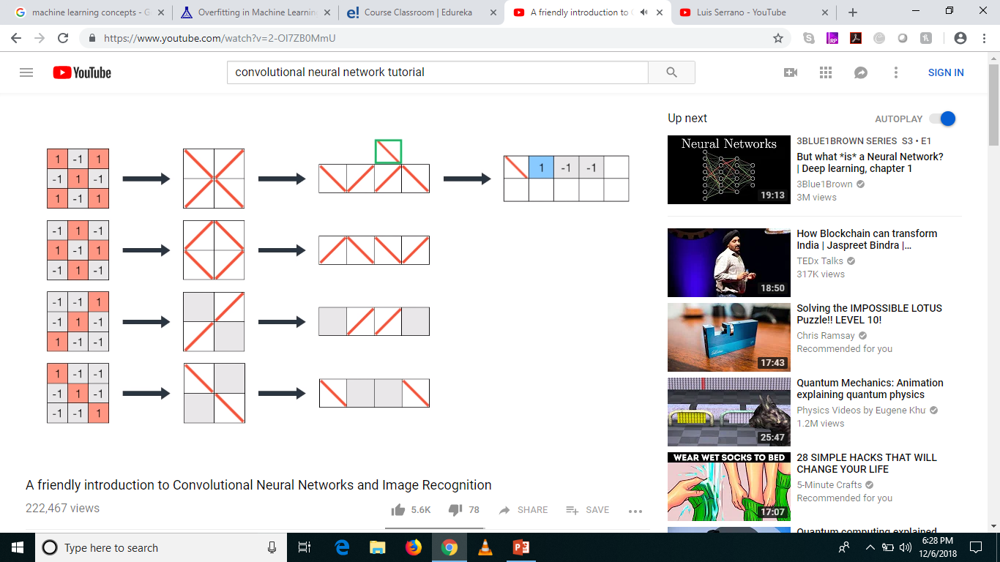 machine learning concepts - G
Overfitting in Machine Learning
Course Classroom | Edureka
A friendly introduction to C
Luis Serrano - YouTube
https://www.youtube.com/watch?v=2-Ol7ZB0MmU
YouTube
convolutional neural network tutorial
SIGN IN
1 -1 1
-1 1 -1
1 -1 1
1 -1 -1
-1 1 -1
1 -1 1
-1 1 -1
-1 -1 1
-1 1 -1
1 -1 -1
1 -1 -1
-1 1 -1
-1 -1 1
A friendly introduction to Convolutional Neural Networks and Image Recognition
222,467 views
5.6K
78
SHARE
SAVE
Up next
AUTOPLAY
Neural Networks
19:13
3BLUE1BROWN SERIES S3 • E1
But what *is* a Neural Network?
| Deep learning, chapter 1
3Blue1Brown
3M views
18:50
How Blockchain can transform
India | Jaspreet Bindra |...
TEDx Talks
317K views
17:43
Solving the IMPOSSIBLE LOTUS
Puzzle!! LEVEL 10!
Chris Ramsay
Recommended for you
25:47
Quantum Mechanics: Animation
explaining quantum physics
Physics Videos by Eugene Khu
1.2M views
WEAR WET SOCKS TO BED
17:07
28 SIMPLE HACKS THAT WILL
CHANGE YOUR LIFE
5-Minute Crafts
Recommended for you
Quantum computing explained
Type here to search
6:28 PM
12/6/2018